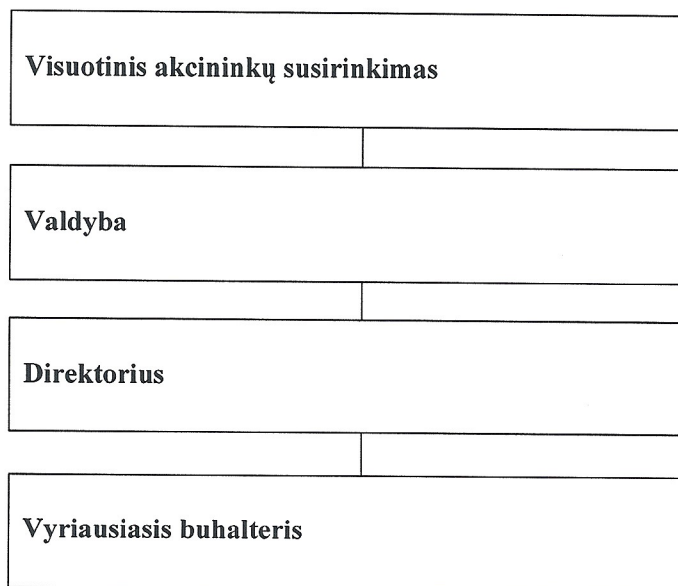 Visuotinis akcininkų susirinkimas
Valdyba
Direktorius
Vyriausiasis buhalteris